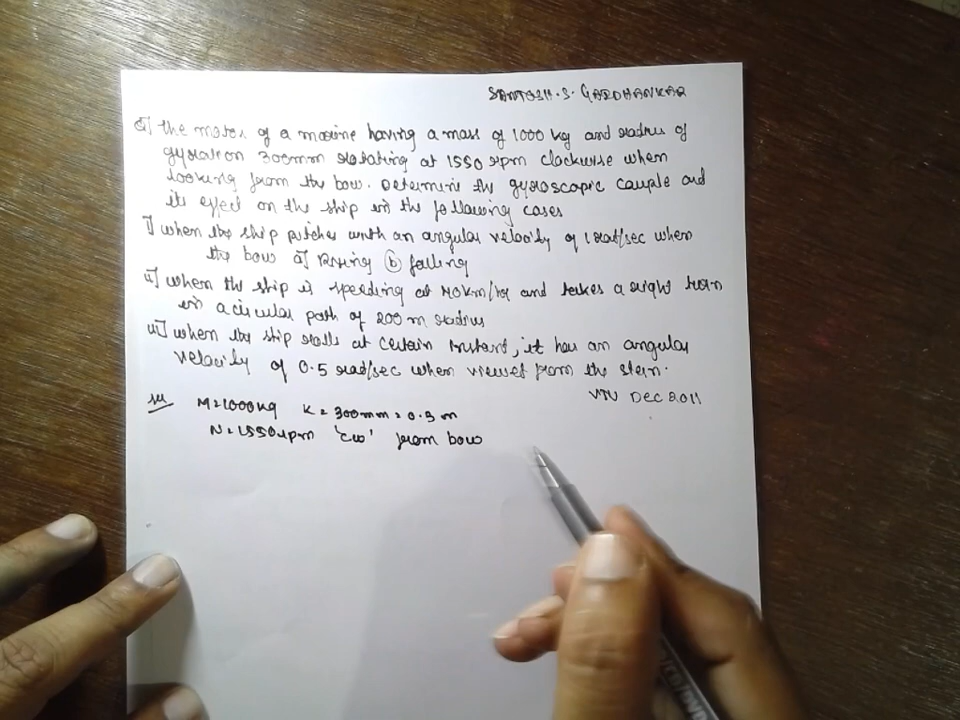 SANTOSH.S. GARDHANKAR
Q] The motor of a marine having a mass of 1000 kg and radius of
gyration 300mm rotating at 1550 rpm clockwise when
looking from the bow. Determine the gyroscopic couple and
its effect on the ship in the following cases
i] when the ship pitches with an angular velocity of 1 rad/sec when
the bow a] Rising b falling
ii] when the ship is speeding at 40km/hr and takes a right turn
in a circular path of 200 m radius
iii] when the ship rolls at certain instant, it has an angular
velocity of 0.5 rad/sec when viewed from the stern.
VTU Dec 2011
M=1000kg K = 300mm = 0.3 m
N=1550rpm 'cw' from bow